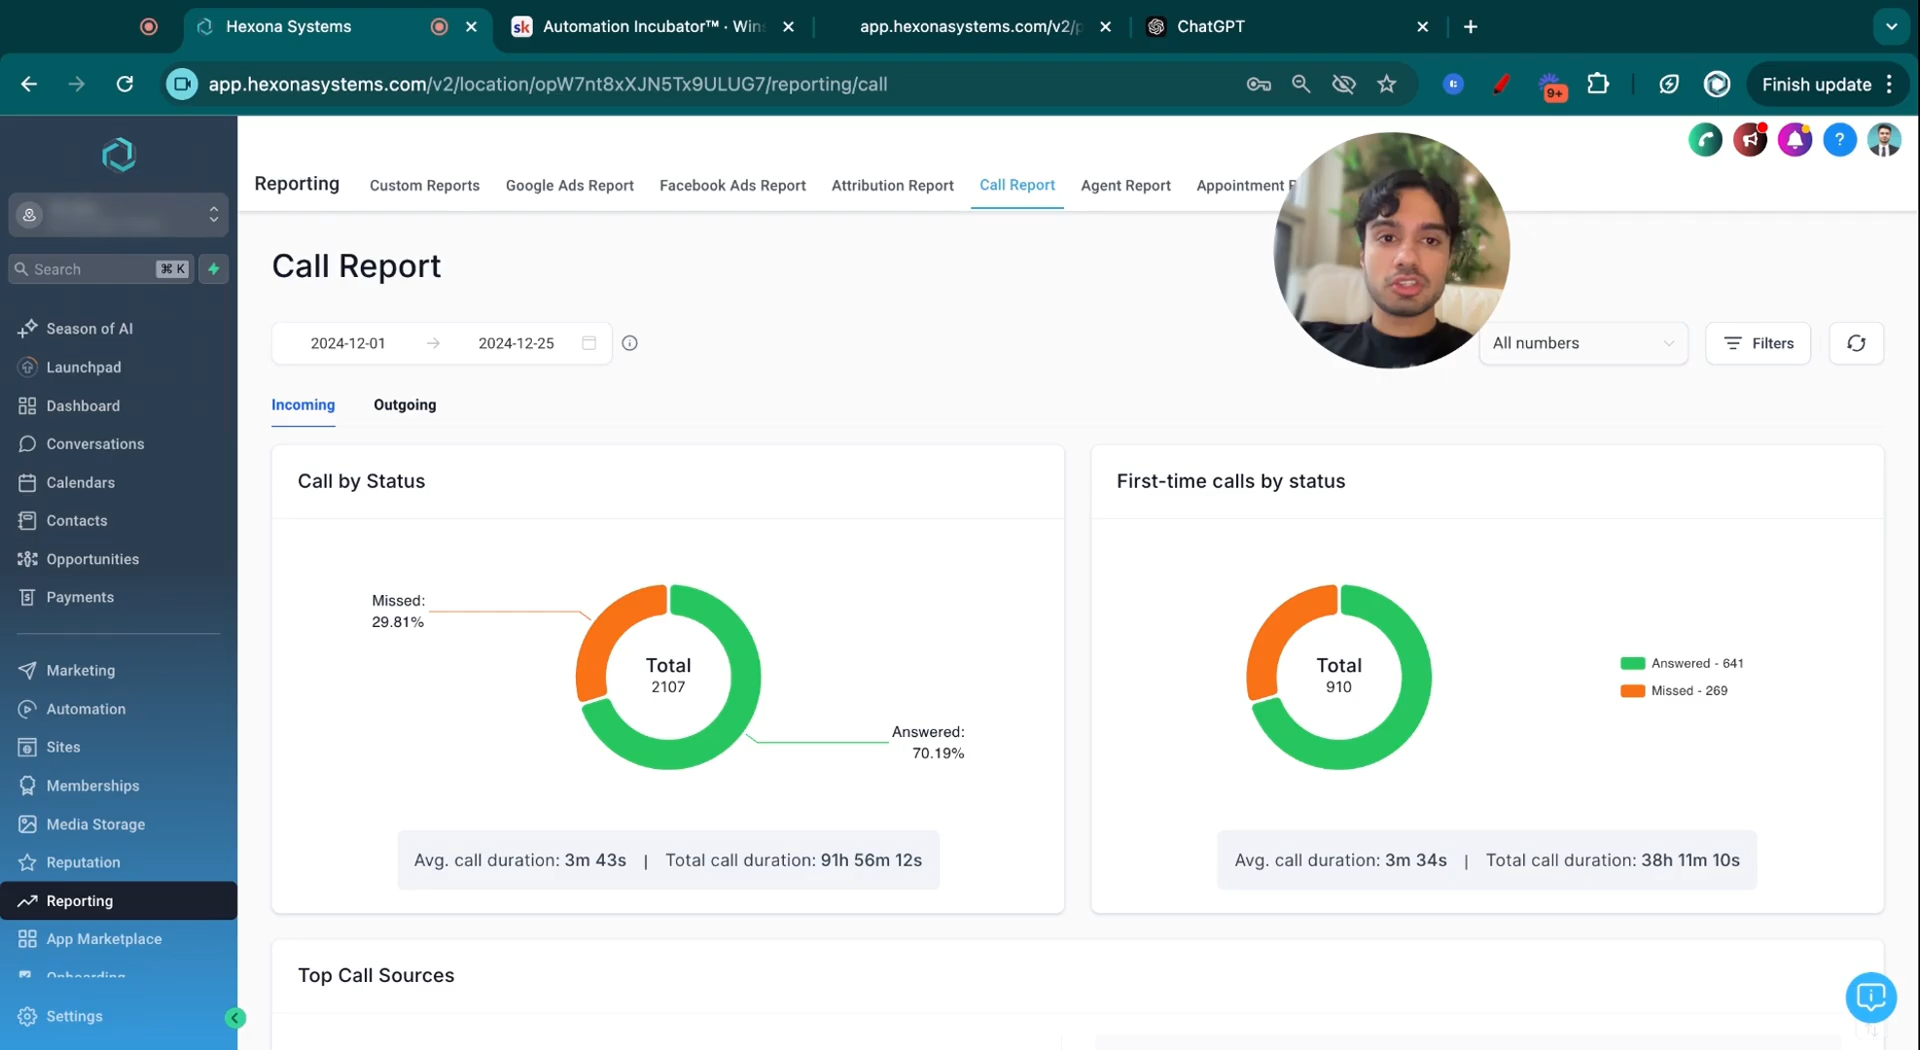 Hexona Systems
sk Automation Incubator™ · Win
app.hexonasystems.com/v2/p
ChatGPT
app.hexonasystems.com/v2/location/opW7nt8xXJN5Tx9ULUG7/reporting/call
9+
Finish update
Search
⌘ K
Season of AI
Launchpad
Dashboard
Conversations
Calendars
Contacts
Opportunities
Payments
Marketing
Automation
Sites
Memberships
Media Storage
Reputation
Reporting
App Marketplace
Onboarding
Settings
Reporting
Custom Reports
Google Ads Report
Facebook Ads Report
Attribution Report
Call Report
Agent Report
Appointment
Call Report
2024-12-01 → 2024-12-25
All numbers
Filters
Incoming
Outgoing
Call by Status
Missed:
29.81%
Total
2107
Answered:
70.19%
Avg. call duration: 3m 43s | Total call duration: 91h 56m 12s
First-time calls by status
Total
910
Answered - 641
Missed - 269
Avg. call duration: 3m 34s | Total call duration: 38h 11m 10s
Top Call Sources